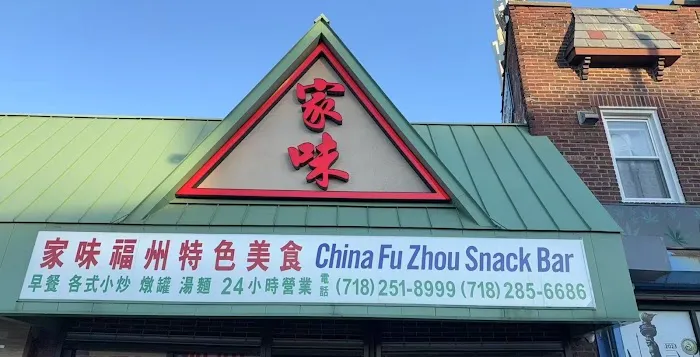 家
味
家味福州特色美食 China Fu Zhou Snack Bar
早餐 各式小炒 燉罐 湯麵 24小時營業 電話 (718) 251-8999 (718) 285-6686
2023